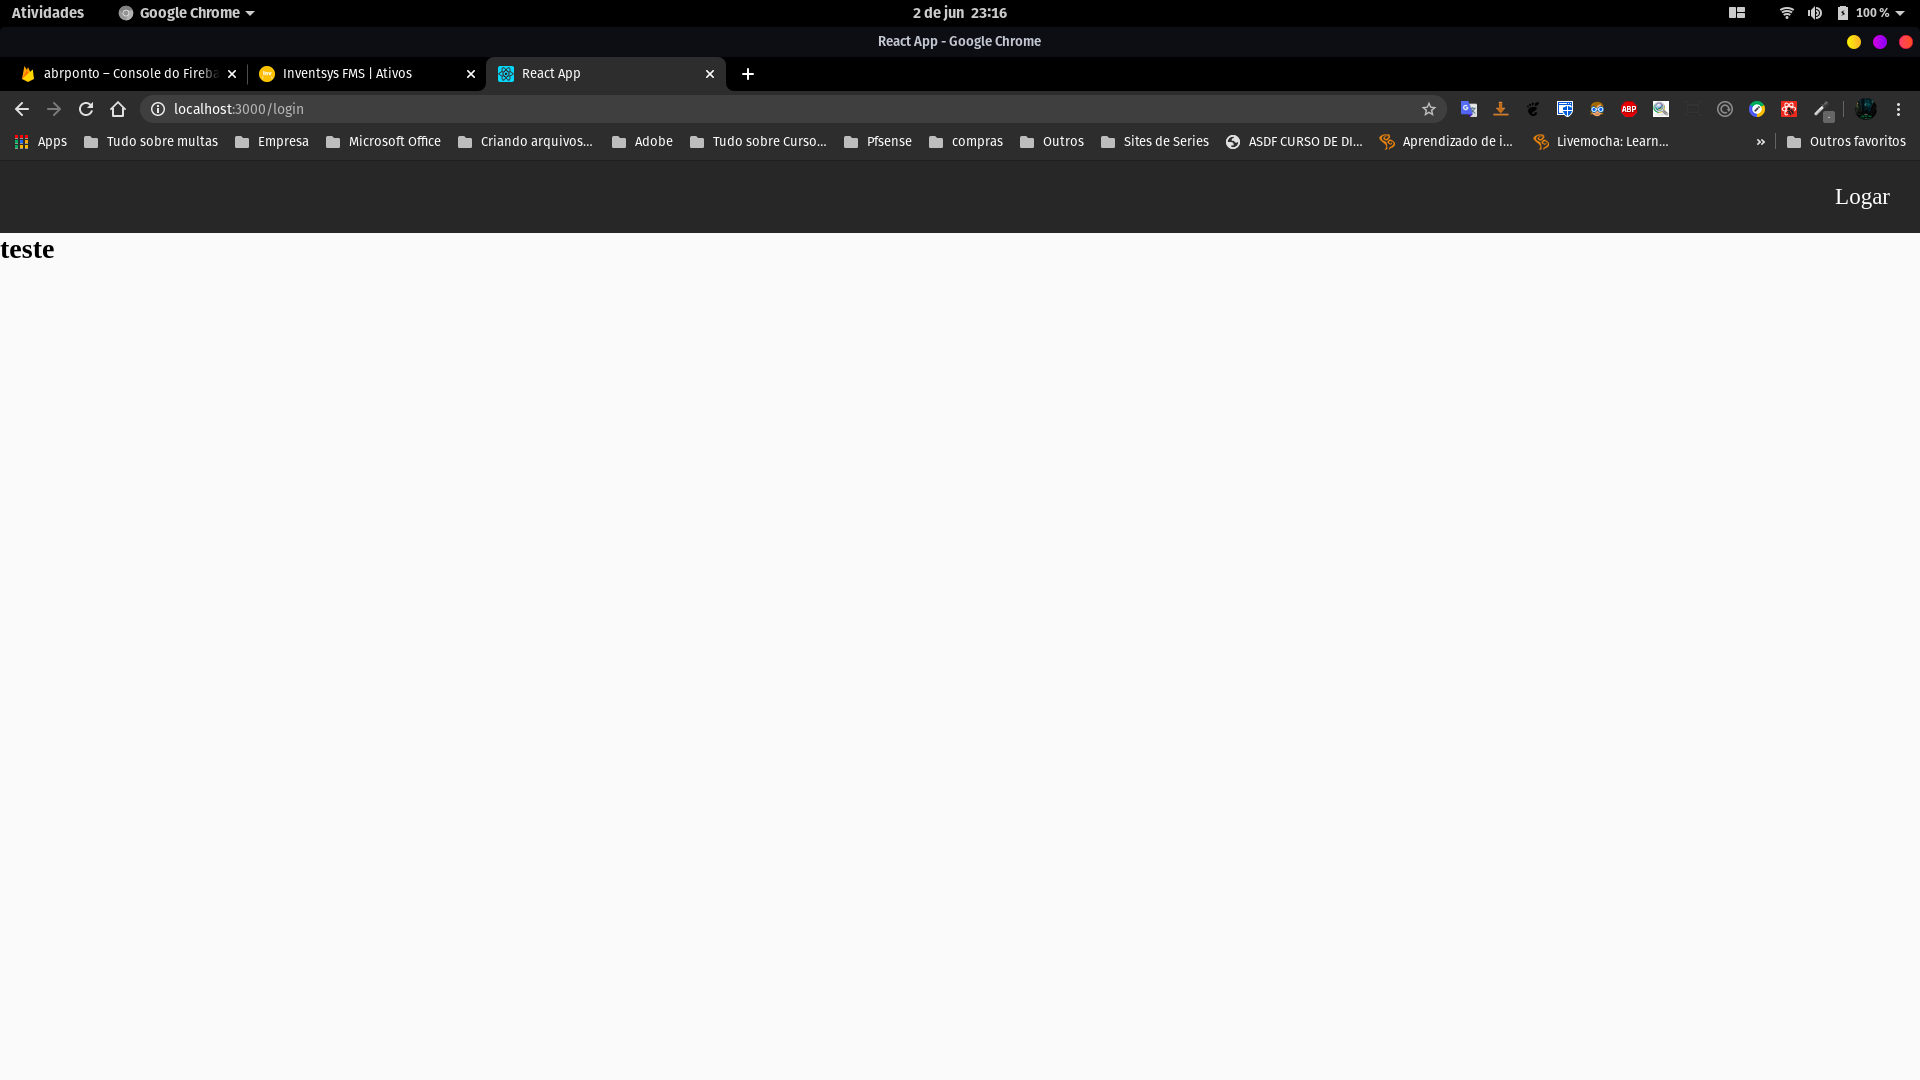 Atividades Google Chrome 2 de jun 23:16 100 %
React App - Google Chrome
abrponto – Console do Fireba Inventsys FMS | Ativos React App
localhost:3000/login
Apps Tudo sobre multas Empresa Microsoft Office Criando arquivos... Adobe Tudo sobre Curso... Pfsense compras Outros Sites de Series ASDF CURSO DE DI... Aprendizado de i... Livemocha: Learn... » Outros favoritos
Logar
teste